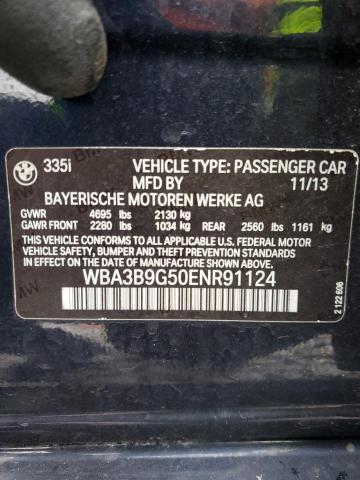 335i VEHICLE TYPE: PASSENGER CAR
MFD BY 11/13
BAYERISCHE MOTOREN WERKE AG
GVWR 4695 lbs 2130 kg
GAWR FRONT 2280 lbs 1034 kg REAR 2560 lbs 1161 kg
THIS VEHICLE CONFORMS TO ALL APPLICABLE
U.S. FEDERAL MOTOR VEHICLE SAFETY, BUMPER,
AND THEFT PREVENTION STANDARDS IN EFFECT
ON THE DATE OF MANUFACTURE SHOWN ABOVE.
WBA3B9G50ENR91124
2 122 606